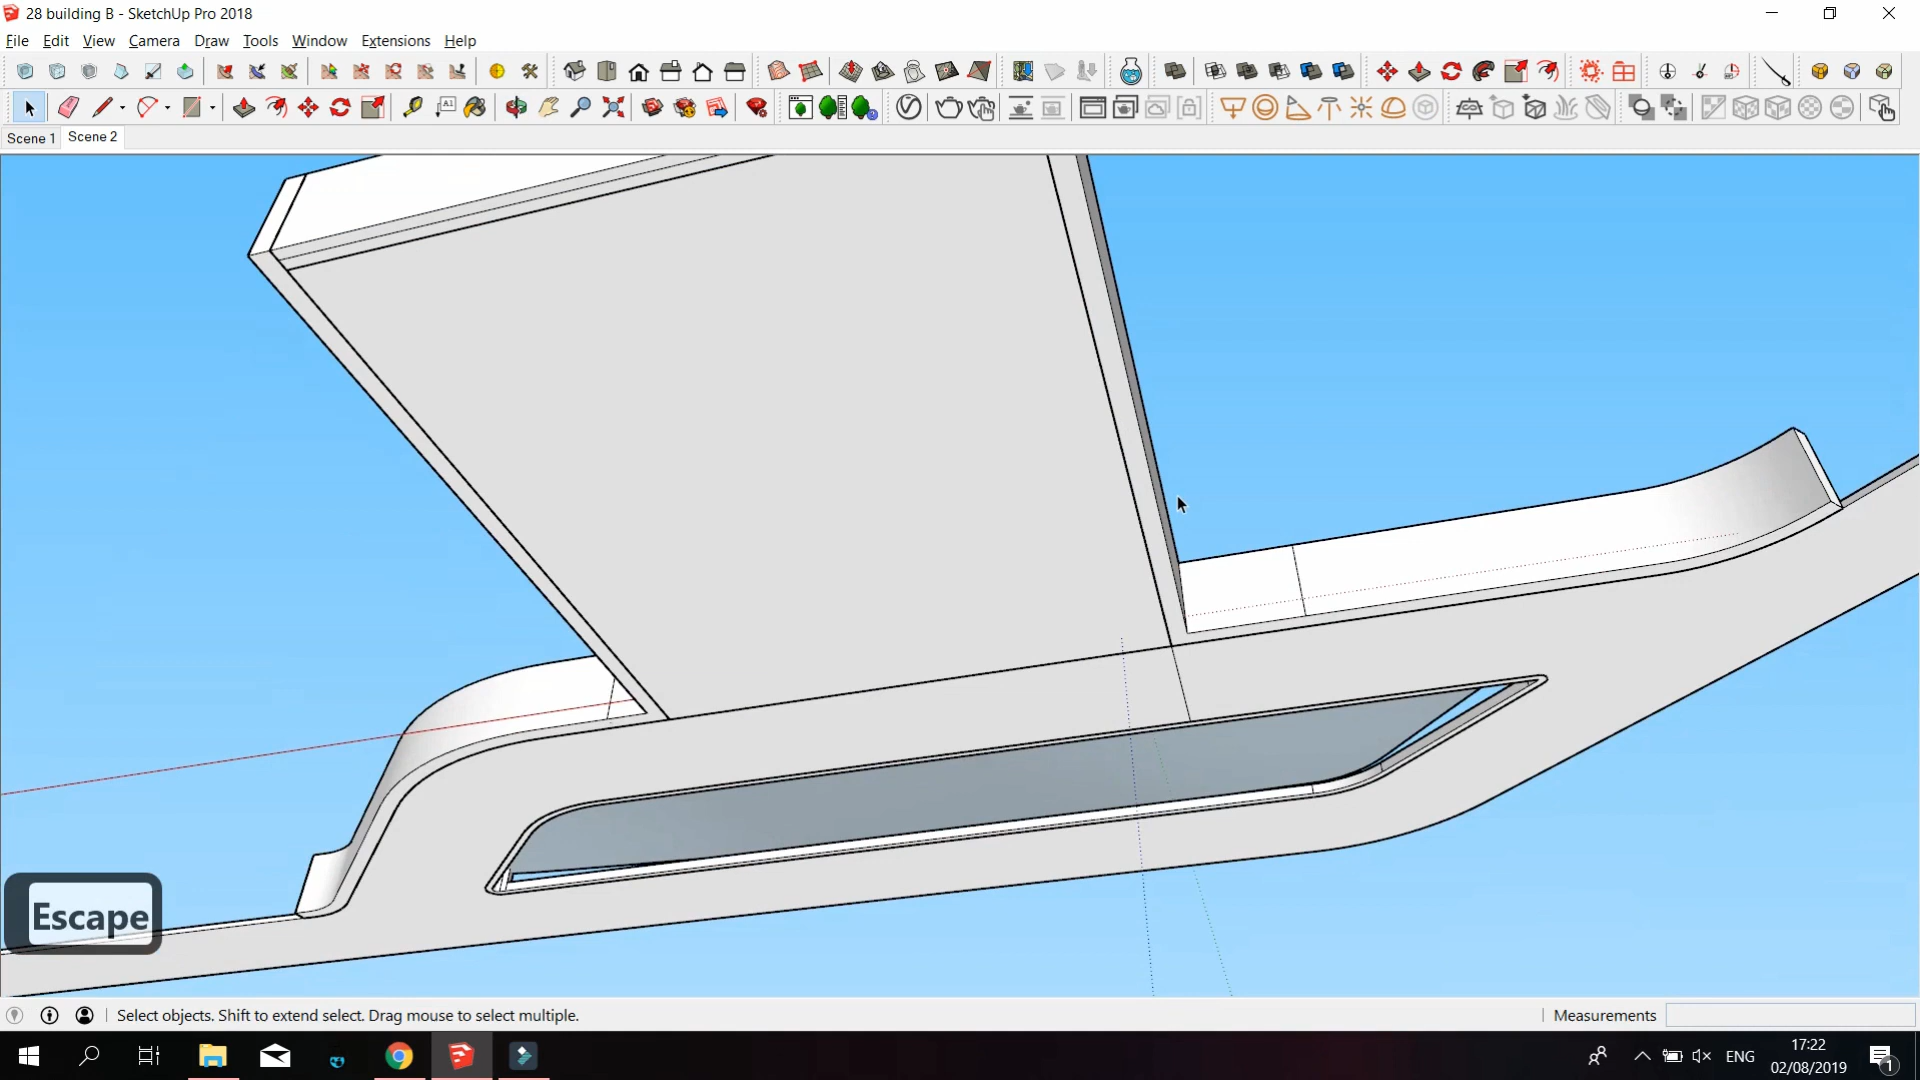 28 building B - SketchUp Pro 2018
File Edit View Camera Draw Tools Window Extensions Help
Scene 1 Scene 2
Escape
Select objects. Shift to extend select. Drag mouse to select multiple.
Measurements
ENG
17:22
02/08/2019
1